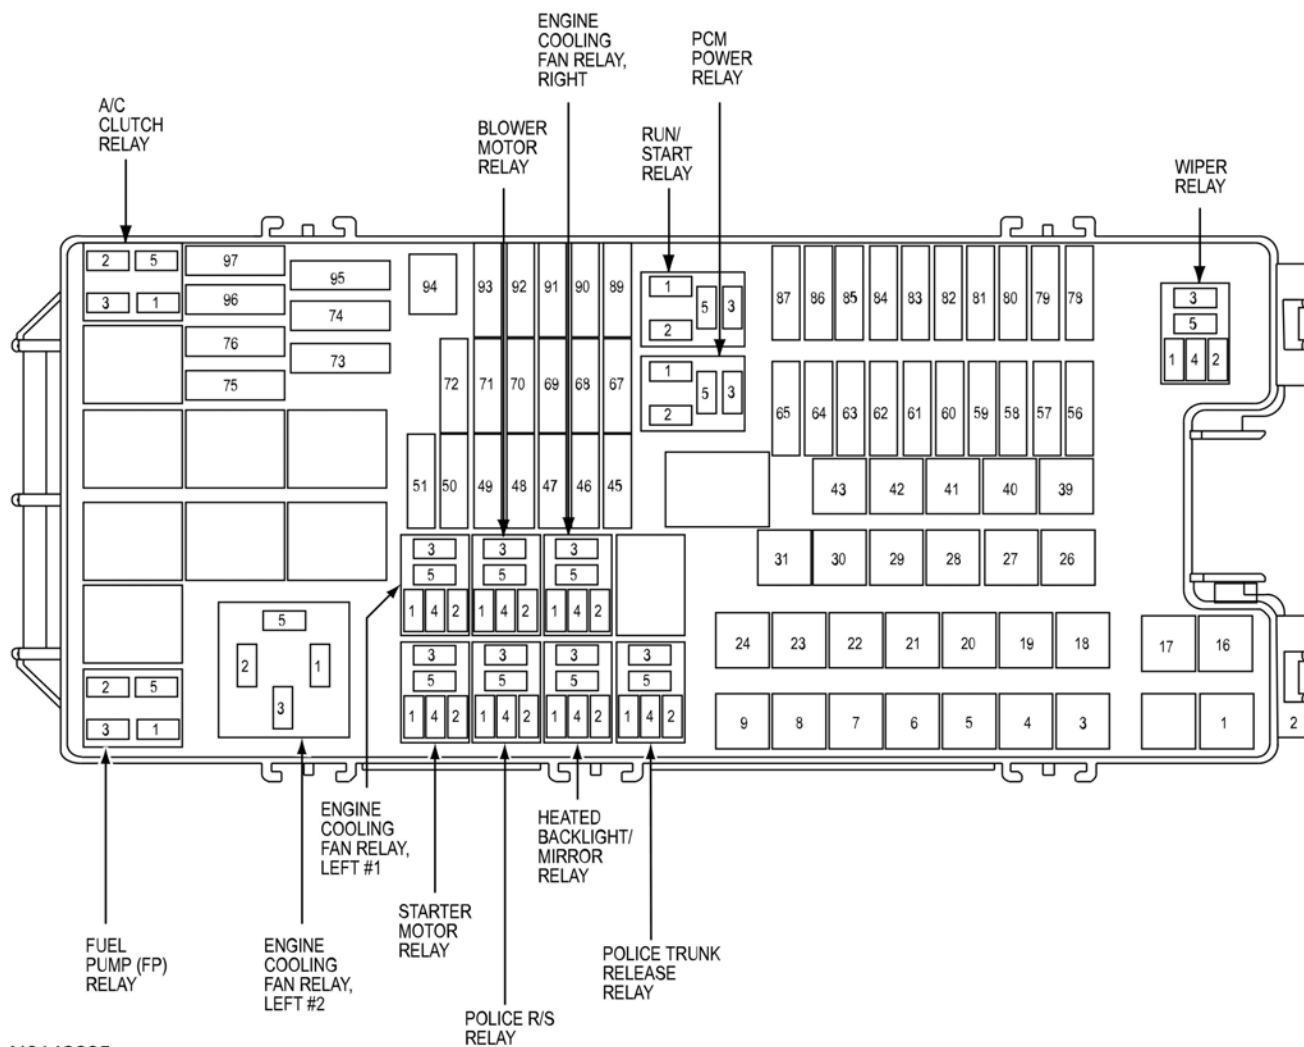 ENGINE
COOLING
FAN RELAY,
RIGHT
PCM
POWER
RELAY
A/C
CLUTCH
RELAY
BLOWER
MOTOR
RELAY
RUN/
START
RELAY
WIPER
RELAY
2 5
3 1
97
96
76
75
95
74
73
94
93 92 91 90 89
72 71 70 69 68 67
51 50 49 48 47 46 45
1
2
5 3
1
2
5 3
87 86 85 84 83 82 81 80 79 78
65 64 63 62 61 60 59 58 57 56
43 42 41 40 39
31 30 29 28 27 26
24 23 22 21 20 19 18
17 16
9 8 7 6 5 4 3
1
2
3
5
1 4 2
3
5
1 4 2
3
5
1 4 2
3
5
1 4 2
3
5
1 4 2
3
5
1 4 2
3
5
1 4 2
3
5
1 4 2
5
2 1
3
2 5
3 1
ENGINE
COOLING
FAN RELAY,
LEFT #1
HEATED
BACKLIGHT/
MIRROR
RELAY
STARTER
MOTOR
RELAY
FUEL
PUMP (FP)
RELAY
ENGINE
COOLING
FAN RELAY,
LEFT #2
POLICE TRUNK
RELEASE
RELAY
POLICE R/S
RELAY